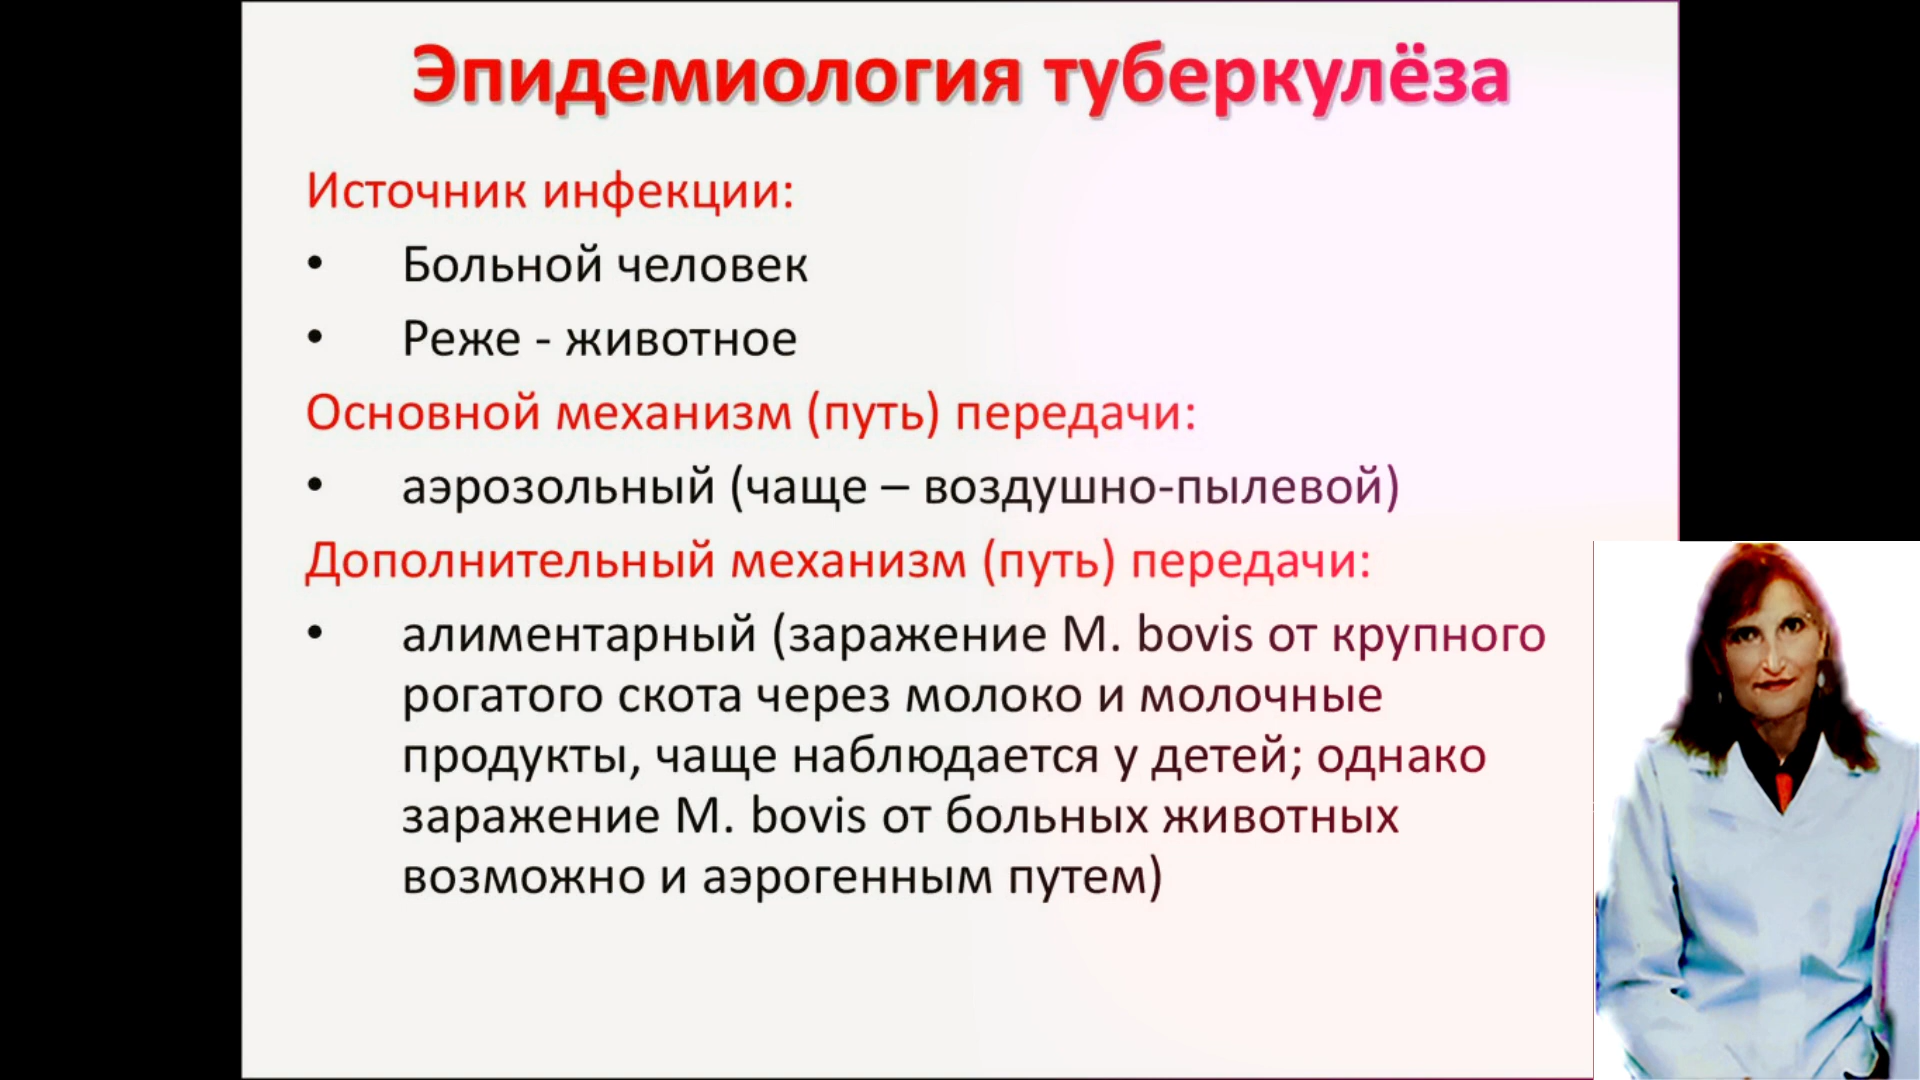 Эпидемиология туберкулёза
Источник инфекции:
• Больной человек
• Реже - животное
Основной механизм (путь) передачи:
• аэрозольный (чаще – воздушно-пылевой)
Дополнительный механизм (путь) передачи:
• алиментарный (заражение M. bovis от крупного
рогатого скота через молоко и молочные
продукты, чаще наблюдается у детей; однако
заражение M. bovis от больных животных
возможно и аэрогенным путем)